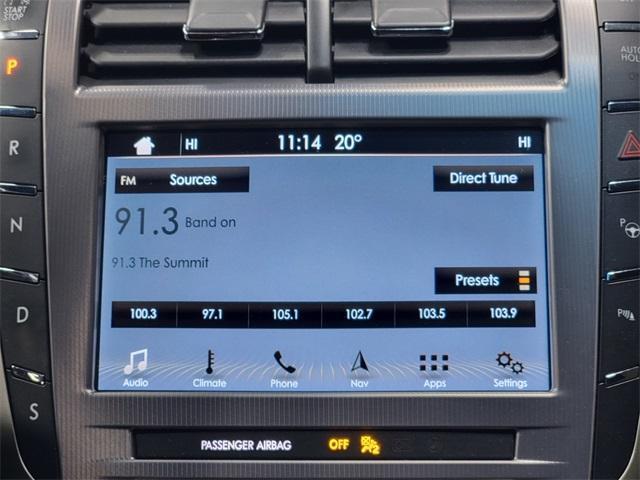 START
STOP
AUTO
HOL
P
HI 11:14 20° HI
FM Sources Direct Tune
R
91.3 Band on
N
P
91.3 The Summit
Presets
100.3 97.1 105.1 102.7 103.5 103.9
D
P
Audio Climate Phone Nav Apps Settings
S
PASSENGER AIRBAG OFF 2